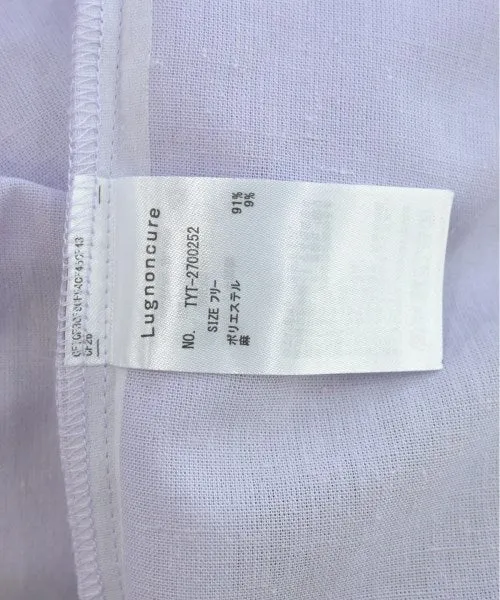 Lugnoncure
NO. TYT-2700252
SIZE フリー
ポリエステル 91%
麻 9%